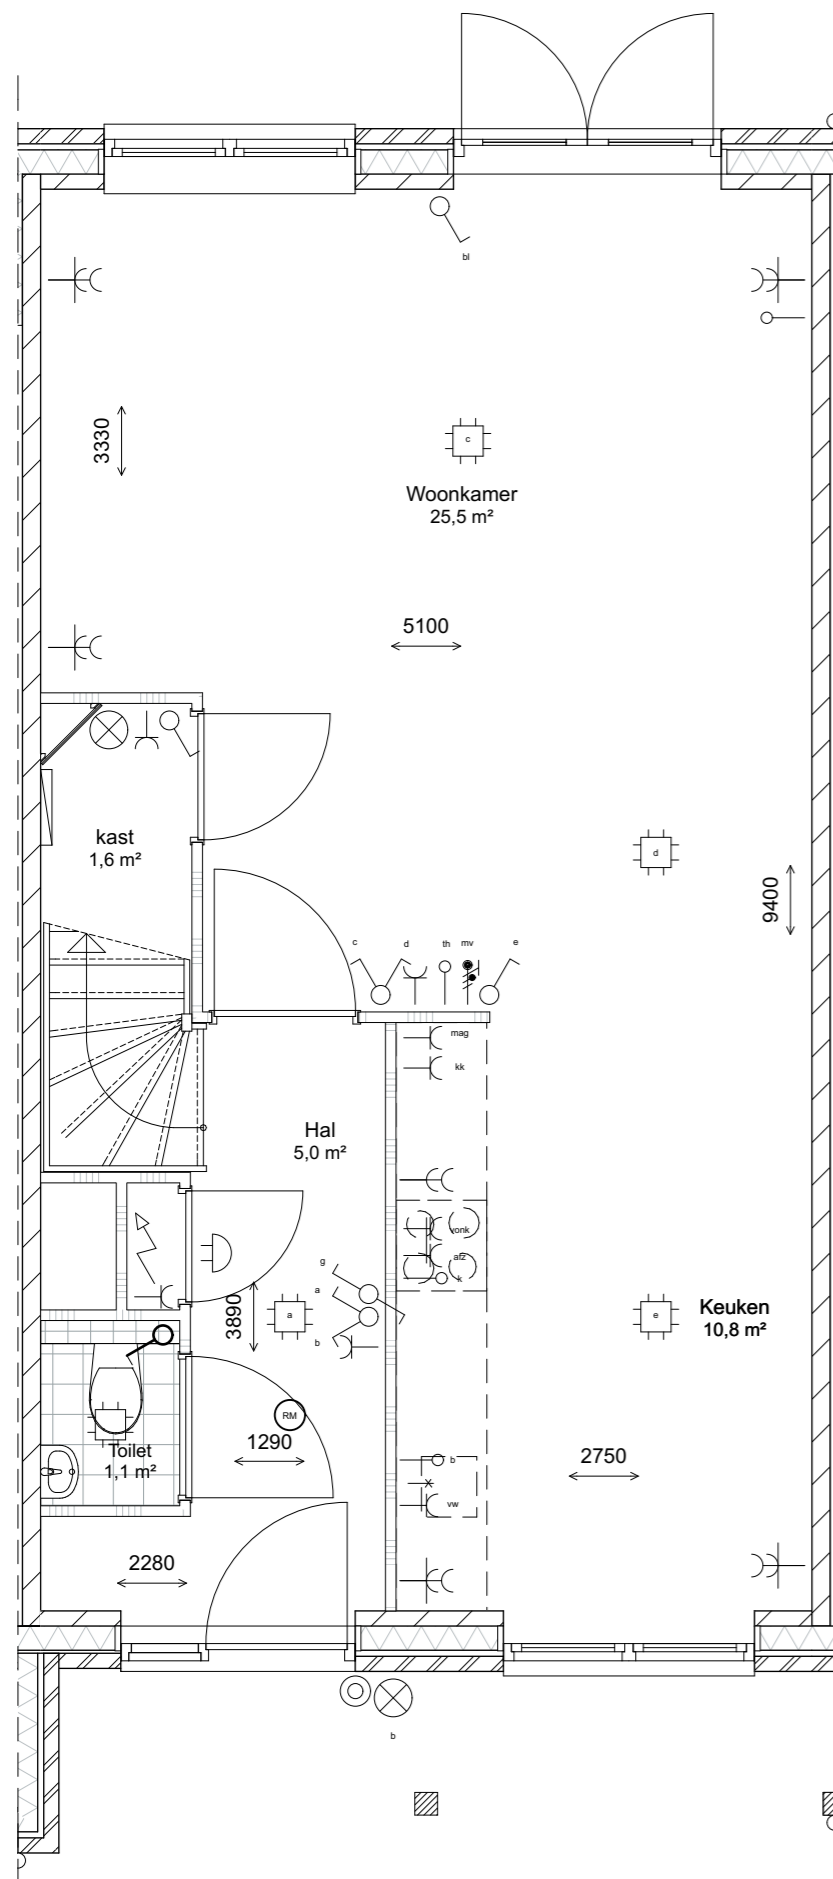 bl
3330
c
Woonkamer
25,5 m²
5100
kast
1,6 m²
d
9400
c
d
th
mv
e
mag
kk
Hal
5,0 m²
vonk
afz
k
g
a
b
3890
a
e
Keuken
10,8 m²
RM
1290
Toilet
1,1 m²
b
vw
2750
2280
b